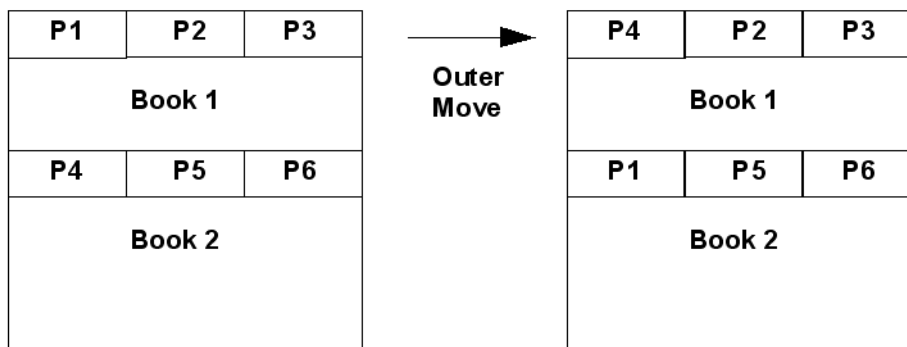 P1 P2 P3 P4 P2 P3
Outer
Move
Book 1 Book 1
P4 P5 P6 P1 P5 P6
Book 2 Book 2